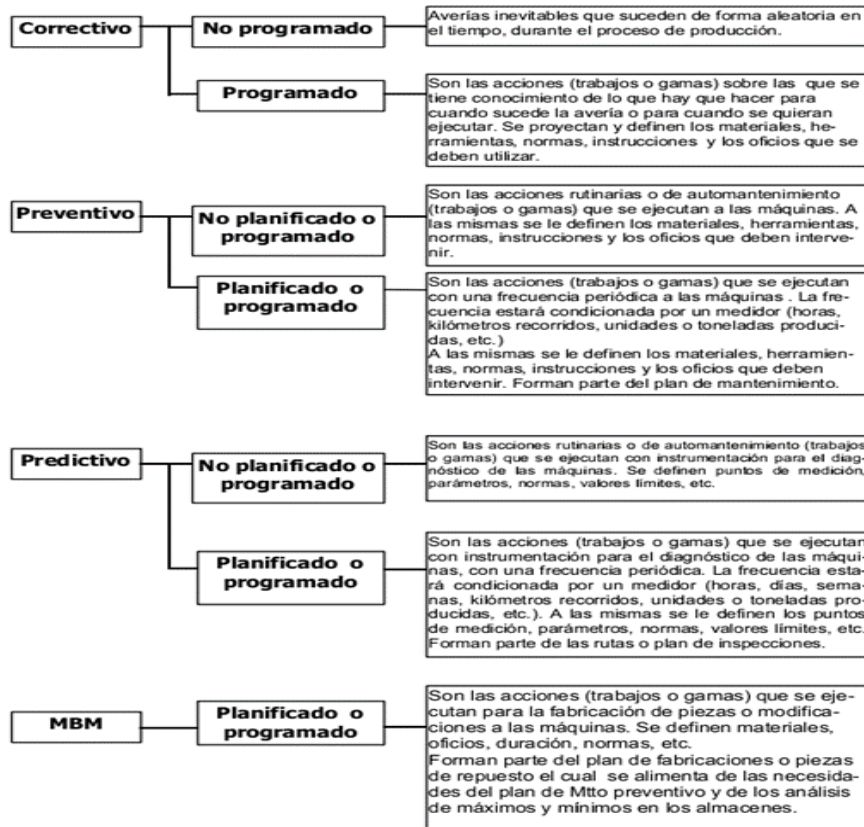 Correctivo
No programado
Averías inevitables que suceden de forma aleatoria en
el tiempo, durante el proceso de producción.
Programado
Son las acciones (trabajos o gamas) sobre las que se
tiene conocimiento de lo que hay que hacer para
cuando sucede la avería o para cuando se quieran
ejecutar. Se proyectan y definen los materiales, he-
rramientas, normas, instrucciones y los oficios que se
deben utilizar.
Preventivo
No planificado o
programado
Son las acciones rutinarias o de automantenimiento
(trabajos o gamas) que se ejecutan a las máquinas. A
las mismas se le definen los materiales, herramientas,
normas, instrucciones y los oficios que deben interve-
nir.
Planificado o
programado
Son las acciones (trabajos o gamas) que se ejecutan
con una frecuencia periódica a las máquinas . La fre-
cuencia estará condicionada por un medidor (horas,
kilómetros recorridos, unidades o toneladas produci-
das, etc.)
A las mismas se le definen los materiales, herramien-
tas, normas, instrucciones y los oficios que deben
intervenir. Forman parte del plan de mantenimiento.
Predictivo
No planificado o
programado
Son las acciones rutinarias o de automantenimiento (trabajos
o gamas) que se ejecutan con instrumentación para el diag-
nóstico de las máquinas. Se definen puntos de medición,
parámetros, normas, valores límites, etc.
Planificado o
programado
Son las acciones (trabajos o gamas) que se ejecutan
con instrumentación para el diagnóstico de las máqui-
nas, con una frecuencia periódica. La frecuencia esta-
rá condicionada por un medidor (horas, días, sema-
nas, kilómetros recorridos, unidades o toneladas pro-
ducidas, etc.). A las mismas se le definen los puntos
de medición, parámetros, normas, valores límites, etc.
Forman parte de las rutas o plan de inspecciones.
MBM
Planificado o
programado
Son las acciones (trabajos o gamas) que se eje-
cutan para la fabricación de piezas o modifica-
ciones a las máquinas. Se definen materiales,
oficios, duración, normas, etc.
Forman parte del plan de fabricaciones o piezas
de repuesto el cual se alimenta de las necesida-
des del plan de Mtto preventivo y de los análisis
de máximos y mínimos en los almacenes.